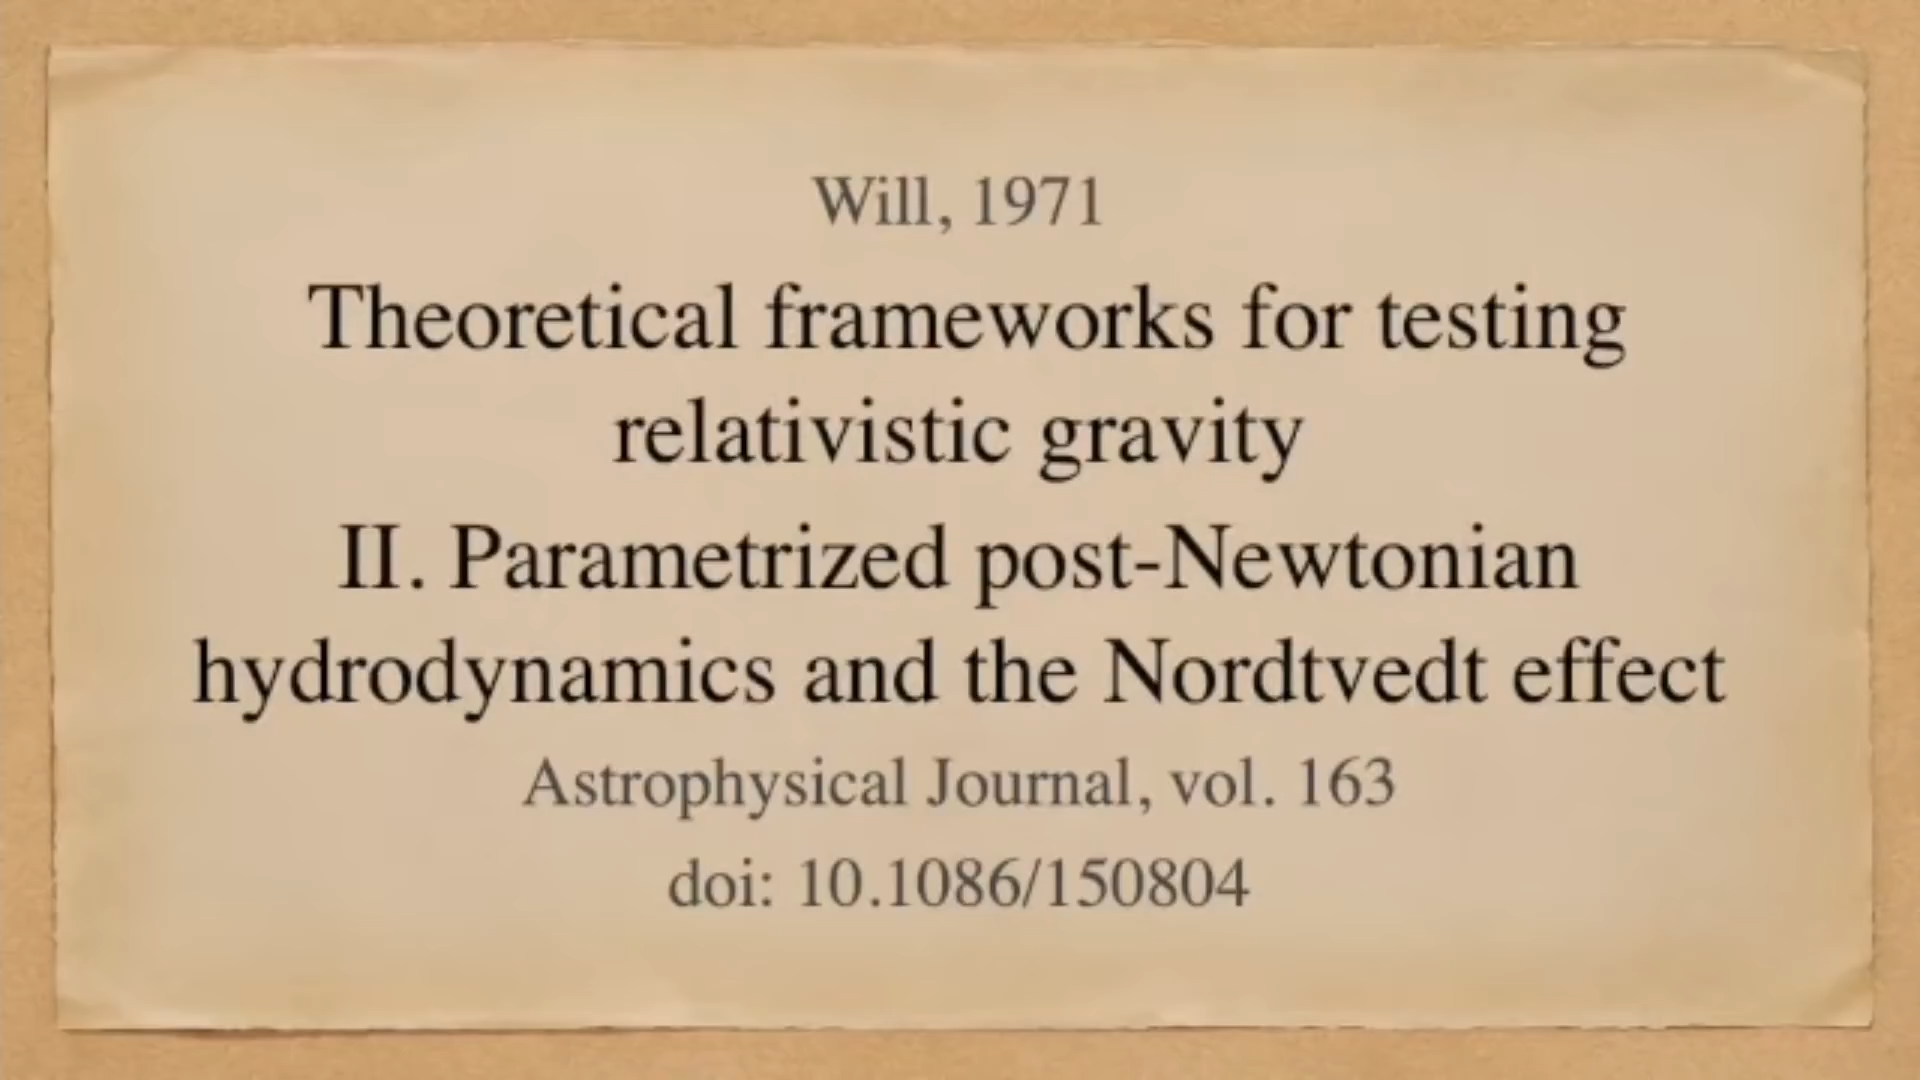 Will, 1971
Theoretical frameworks for testing
relativistic gravity
II. Parametrized post-Newtonian
hydrodynamics and the Nordtvedt effect
Astrophysical Journal, vol. 163
doi: 10.1086/150804